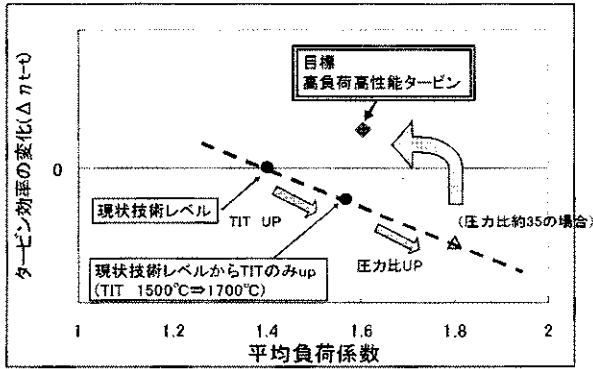 目標
高負荷高性能タービン
タービン効率の変化(Δηt-t)
0
現状技術レベル
TIT UP
(圧力比約35の場合)
現状技術レベルからTITのみup
(TIT 1500℃⇒1700℃)
圧力比UP
1
1.2
1.4
1.6
1.8
2
平均負荷係数